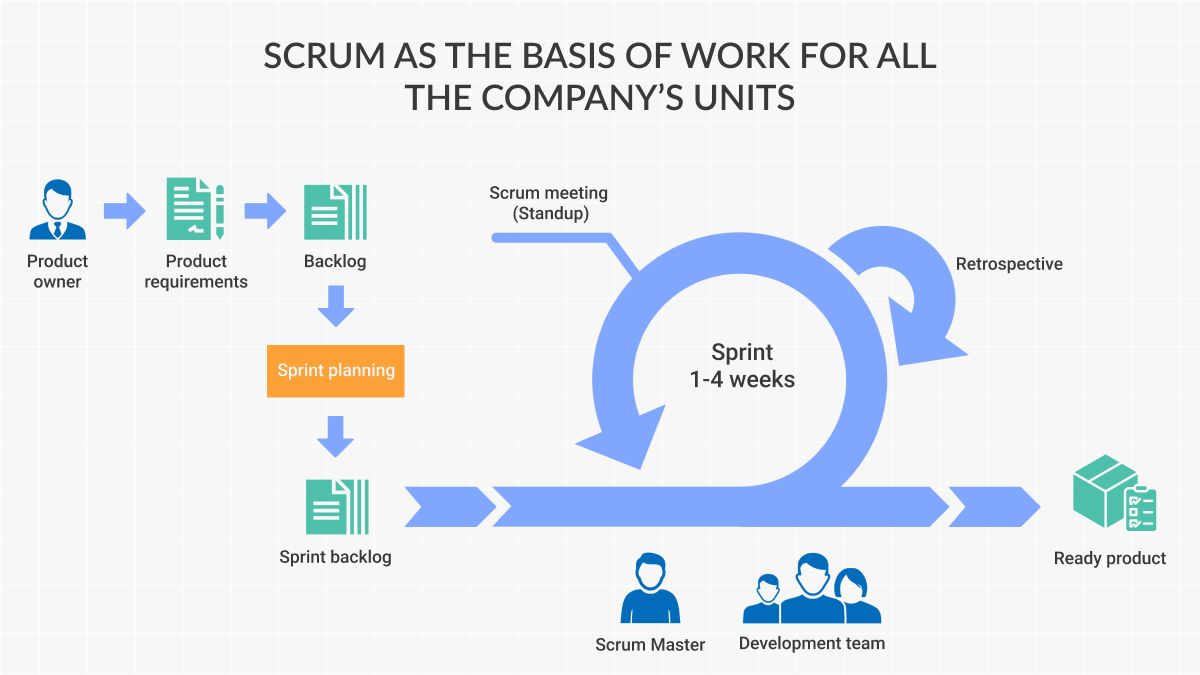 SCRUM AS THE BASIS OF WORK FOR ALL
THE COMPANY’S UNITS
Product
owner
Product
requirements
Backlog
Sprint planning
Sprint backlog
Scrum meeting
(Standup)
Sprint
1-4 weeks
Retrospective
Scrum Master
Development team
Ready product